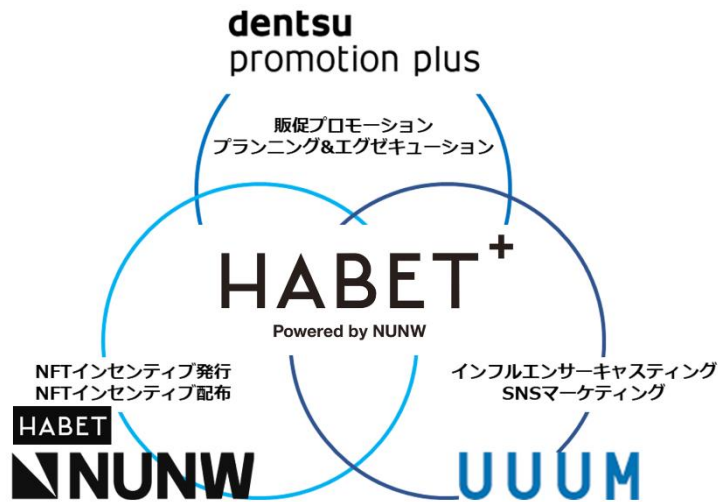 dentsu
promotion plus
販促プロモーション
プランニング&エグゼキューション
HABET+
Powered by NUNW
NFTインセンティブ発行
NFTインセンティブ配布
HABET
NUNW
インフルエンサーキャスティング
SNSマーケティング
UUUM